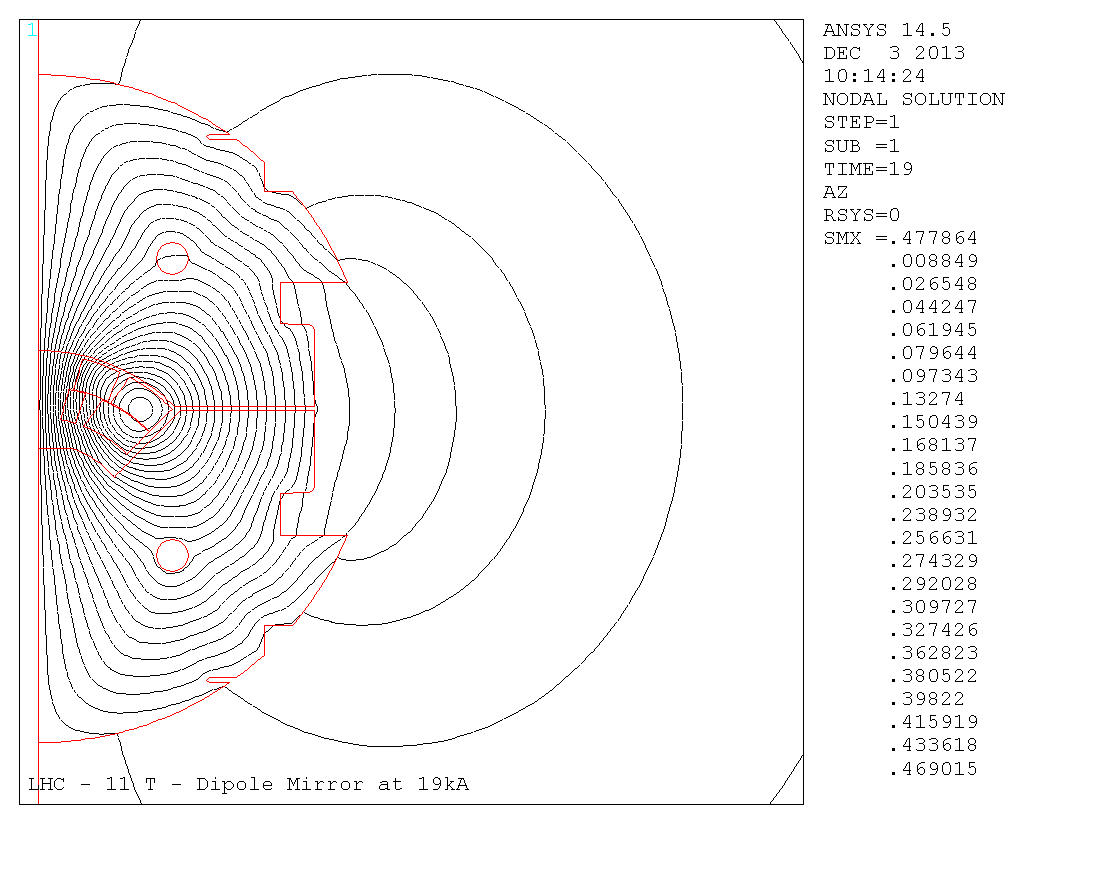 1
ANSYS 14.5
DEC  3 2013
10:14:24
NODAL SOLUTION
STEP=1
SUB =1
TIME=19
AZ
RSYS=0
SMX =.477864
.008849
.026548
.044247
.061945
.079644
.097343
.13274
.150439
.168137
.185836
.203535
.238932
.256631
.274329
.292028
.309727
.327426
.362823
.380522
.39822
.415919
.433618
.469015
LHC - 11 T - Dipole Mirror at 19kA